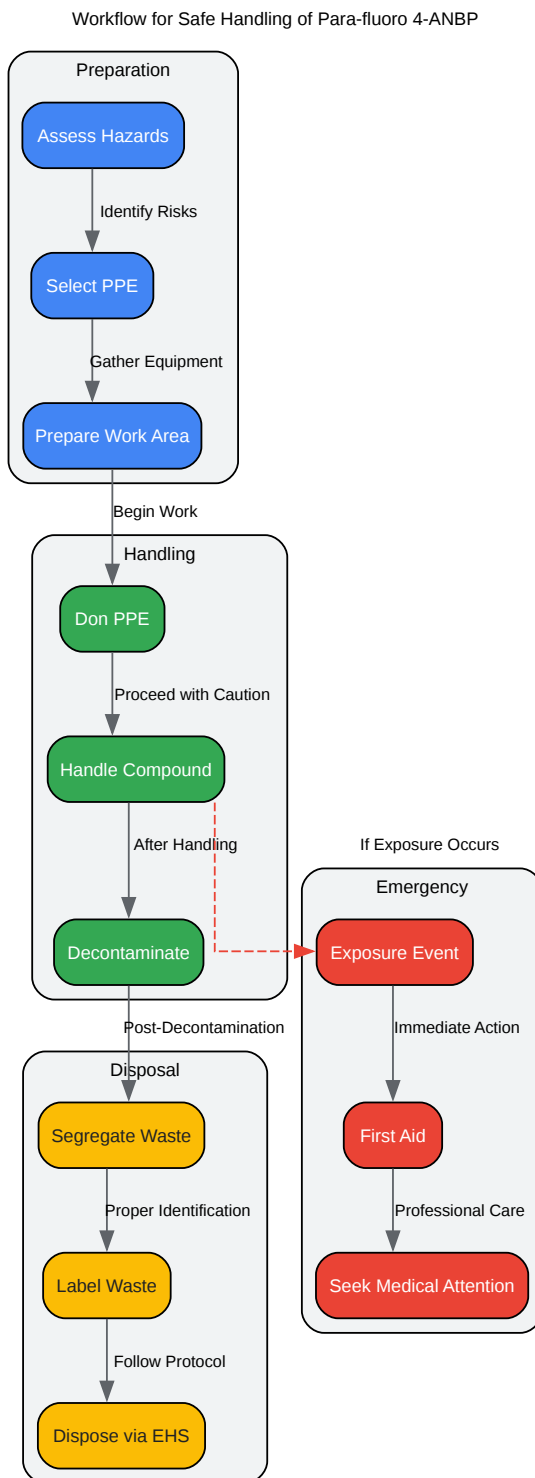 Workflow for Safe Handling of Para-fluoro 4-ANBP
Preparation
Assess Hazards
Identify Risks
Select PPE
Gather Equipment
Prepare Work Area
Begin Work
Handling
Don PPE
Proceed with Caution
Handle Compound
After Handling
Decontaminate
Post-Decontamination
Disposal
Segregate Waste
Proper Identification
Label Waste
Follow Protocol
Dispose via EHS
If Exposure Occurs
Emergency
Exposure Event
Immediate Action
First Aid
Professional Care
Seek Medical Attention